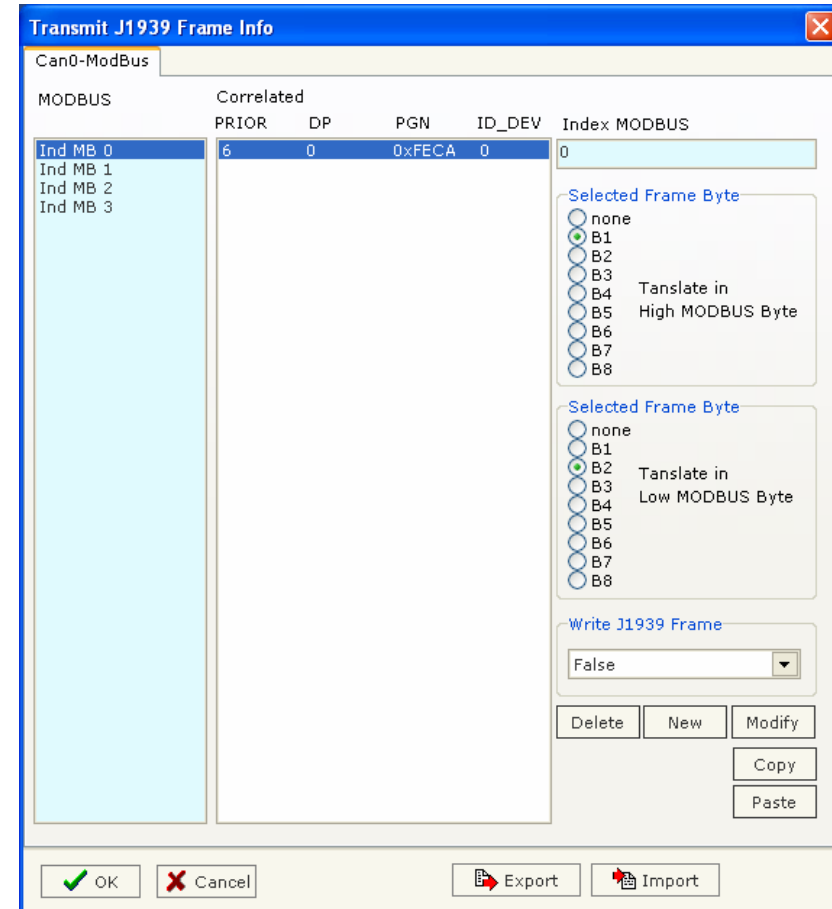 Transmit J1939 Frame Info
Can0-ModBus
MODBUS
Correlated
PRIOR DP PGN ID_DEV
Ind MB 0
Ind MB 1
Ind MB 2
Ind MB 3
6 0 0xFECA 0
Index MODBUS
0
Selected Frame Byte
none
B1
B2
B3
B4
B5
B6
B7
B8
Tanslate in
High MODBUS Byte
Selected Frame Byte
none
B1
B2
B3
B4
B5
B6
B7
B8
Tanslate in
Low MODBUS Byte
Write J1939 Frame
False
Delete New Modify
Copy
Paste
OK Cancel Export Import